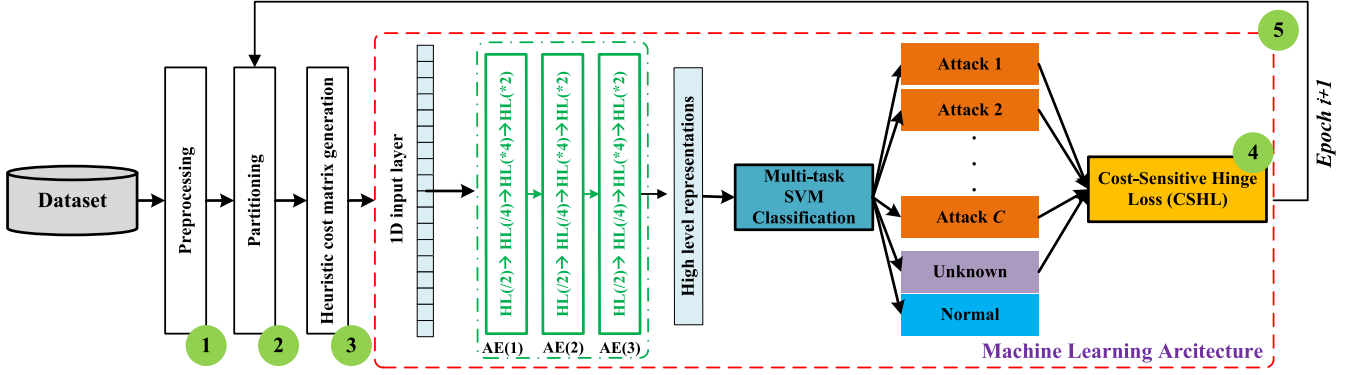 Dataset
Preprocessing
1
Partitioning
2
Heuristic cost matrix generation
3
1D input layer
HL(/2)→HL(/4)→HL(*4)→HL(*2)
AE(1)
HL(/2)→HL(/4)→HL(*4)→HL(*2)
AE(2)
HL(/2)→HL(/4)→HL(*4)→HL(*2)
AE(3)
High level representations
Multi-task
SVM
Classification
Attack 1
Attack 2
.
.
.
Attack C
Unknown
Normal
4
Cost-Sensitive Hinge
Loss (CSHL)
5
Epoch i+1
Machine Learning Arcitecture